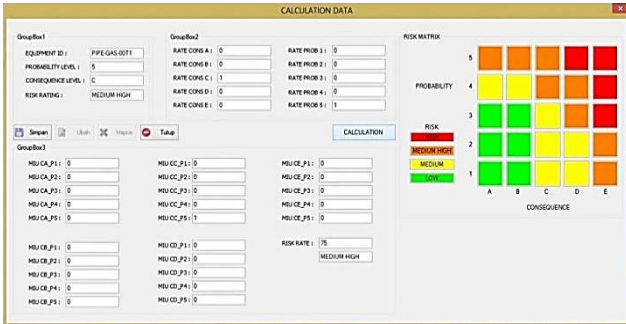 CALCULATION DATA
GroupBox1
EQUIPMENT ID : PIPE-GAS-00T1
PROBABILITY LEVEL : 5
CONSEQUENCE LEVEL : C
RISK RATING : MEDIUM HIGH
GroupBox2
RATE CONS A : 0 RATE PROB 1 : 0
RATE CONS B : 0 RATE PROB 2 : 0
RATE CONS C : 1 RATE PROB 3 : 0
RATE CONS D : 0 RATE PROB 4 : 0
RATE CONS E : 0 RATE PROB 5 : 1
Simpan Ubah Hapus Tutup CALCULATION
GroupBox3
MIU CA_P1 : 0 MIU CC_P1 : 0 MIU CE_P1 : 0
MIU CA_P2 : 0 MIU CC_P2 : 0 MIU CE_P2 : 0
MIU CA_P3 : 0 MIU CC_P3 : 0 MIU CE_P3 : 0
MIU CA_P4 : 0 MIU CC_P4 : 0 MIU CE_P4 : 0
MIU CA_P5 : 0 MIU CC_P5 : 1 MIU CE_P5 : 0
MIU CB_P1 : 0 MIU CD_P1 : 0 RISK RATE : 75
MIU CB_P2 : 0 MIU CD_P2 : 0 MEDIUM HIGH
MIU CB_P3 : 0 MIU CD_P3 : 0
MIU CB_P4 : 0 MIU CD_P4 : 0
MIU CB_P5 : 0 MIU CD_P5 : 0
RISK MATRIX
5
PROBABILITY 4
3
RISK
MEDIUM HIGH 2
MEDIUM
LOW 1
A B C D E
CONSEQUENCE